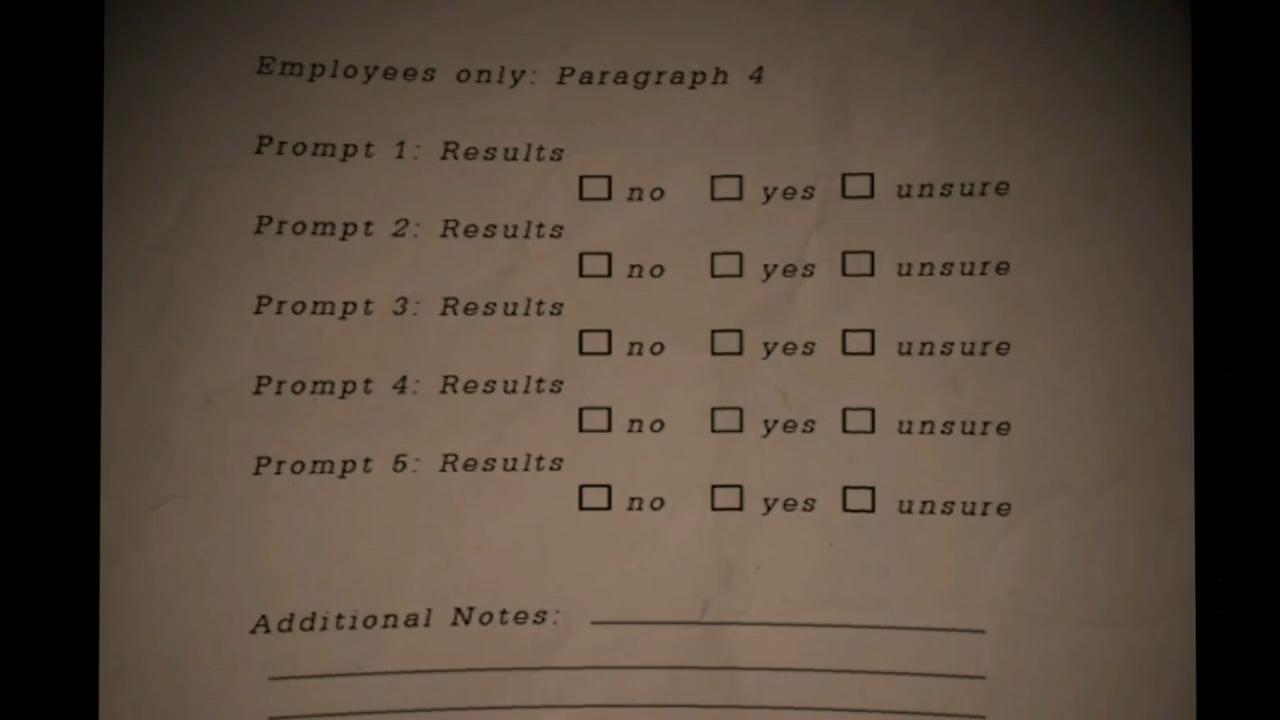 Employees only: Paragraph 4
Prompt 1: Results
no yes unsure
Prompt 2: Results
no yes unsure
Prompt 3: Results
no yes unsure
Prompt 4: Results
no yes unsure
Prompt 5: Results
no yes unsure
Additional Notes: